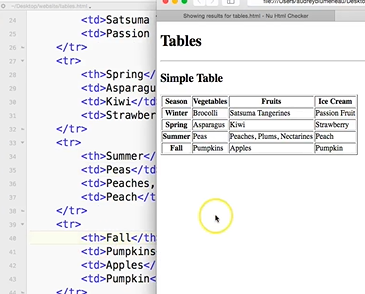 ~/Desktop/website/tables.html
24 <td>Satsuma
25 <td>Passion
26 </tr>
27 <tr>
28 <th>Spring</
29 <td>Asparagu
30 <td>Kiwi</td
31 <td>Strawber
32 </tr>
33 <tr>
34 <th>Summer</
35 <td>Peas</td
36 <td>Peaches,
37 <td>Peach</t
38 </tr>
39 <tr>
40 <th>Fall</th
41 <td>Pumpkins
42 <td>Apples</
43 <td>Pumpkin<
44 </tr>
Showing results for tables.html - Nu Html Checker
Tables
Simple Table
Season Vegetables Fruits Ice Cream
Winter Brocolli Satsuma Tangerines Passion Fruit
Spring Asparagus Kiwi Strawberry
Summer Peas Peaches, Plums, Nectarines Peach
Fall Pumpkins Apples Pumpkin